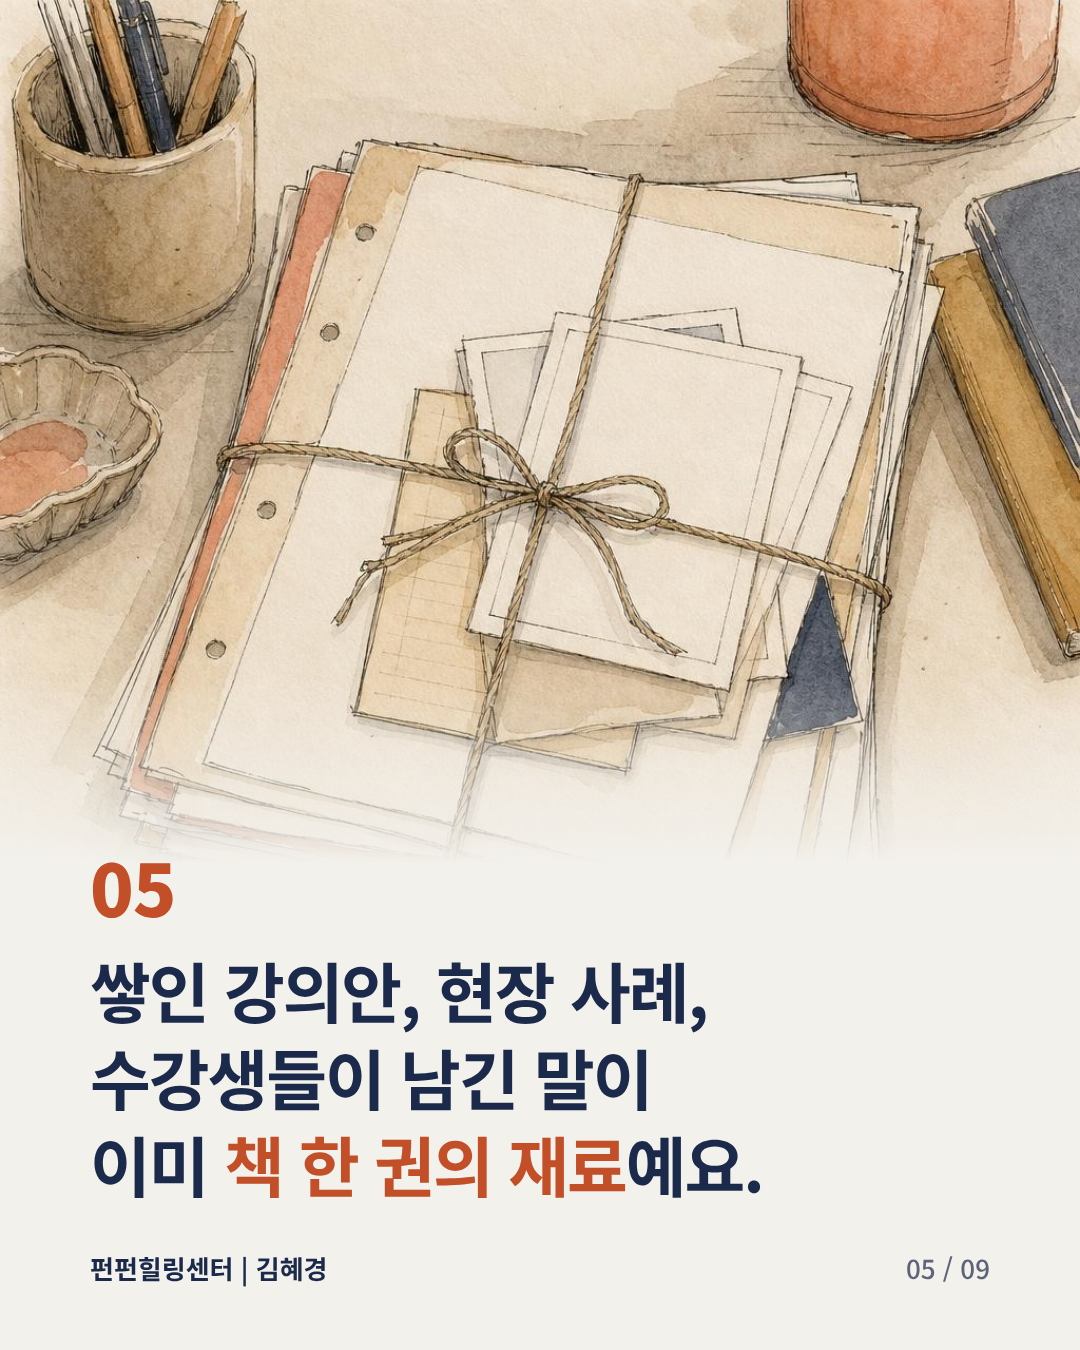 05
쌓인 강의안, 현장 사례,
수강생들이 남긴 말이
이미 책 한 권의 재료예요.
펀펀힐링센터 | 김혜경
05 / 09